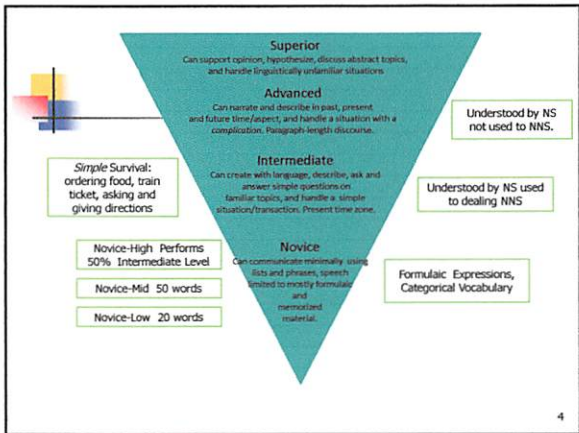 Superior
Can support opinion, hypothesize, discuss abstract topics,
and handle linguistically unfamiliar situations
Advanced
Can narrate and describe in past, present
and future time/aspect, and handle a situation with a
complication. Paragraph-length discourse.
Understood by NS
not used to NNS.
Intermediate
Can create with language, describe, ask and
answer simple questions on
familiar topics, and handle a simple
situation/transaction. Present time zone.
Simple Survival:
ordering food, train
ticket, asking and
giving directions
Understood by NS used
to dealing NNS
Novice
Can communicate minimally using
lists and phrases, speech
limited to mostly formulaic
and
memorized
material.
Novice-High Performs
50% Intermediate Level
Novice-Mid 50 words
Novice-Low 20 words
Formulaic Expressions,
Categorical Vocabulary
4